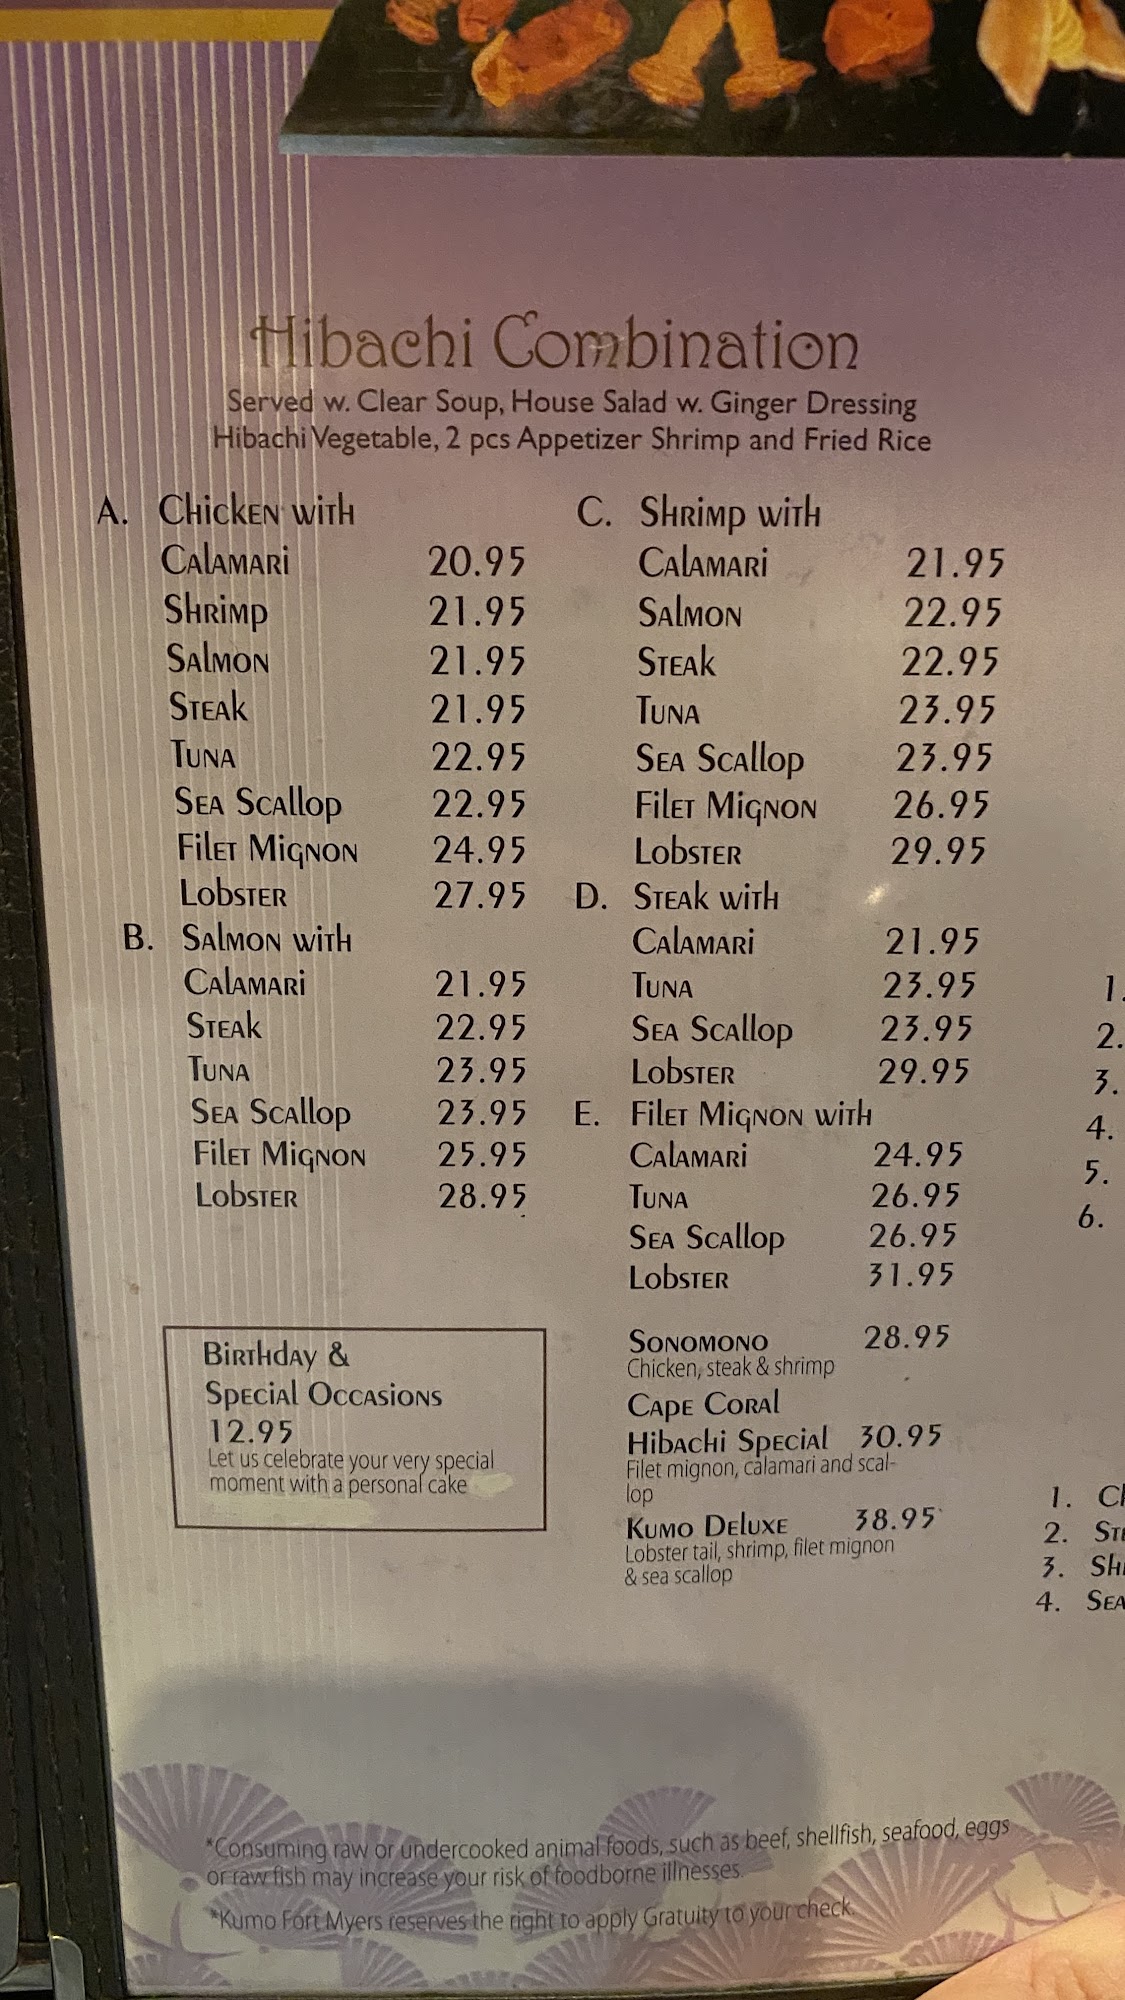 Hibachi Combination
Served w. Clear Soup, House Salad w. Ginger Dressing
Hibachi Vegetable, 2 pcs Appetizer Shrimp and Fried Rice
A. Chicken with
Calamari 20.95
Shrimp 21.95
Salmon 21.95
Steak 21.95
Tuna 22.95
Sea Scallop 22.95
Filet Mignon 24.95
Lobster 27.95
B. Salmon with
Calamari 21.95
Steak 22.95
Tuna 23.95
Sea Scallop 23.95
Filet Mignon 25.95
Lobster 28.95
Birthday &
Special Occasions
12.95
Let us celebrate your very special
moment with a personal cake
C. Shrimp with
Calamari 21.95
Salmon 22.95
Steak 22.95
Tuna 23.95
Sea Scallop 23.95
Filet Mignon 26.95
Lobster 29.95
D. Steak with
Calamari 21.95
Tuna 23.95
Sea Scallop 23.95
Lobster 29.95
E. Filet Mignon with
Calamari 24.95
Tuna 26.95
Sea Scallop 26.95
Lobster 31.95
Sonomono 28.95
Chicken, steak & shrimp
Cape Coral
Hibachi Special 30.95
Filet mignon, calamari and scal-
lop
Kumo Deluxe 38.95
Lobster tail, shrimp, filet mignon
& sea scallop
1.
2.
3.
4.
5.
6.
1.
2.
3.
4.
*Consuming raw or undercooked animal foods, such as beef, shellfish, seafood, eggs
or raw fish may increase your risk of foodborne illnesses.
*Kumo Fort Myers reserves the right to apply Gratuity to your check.